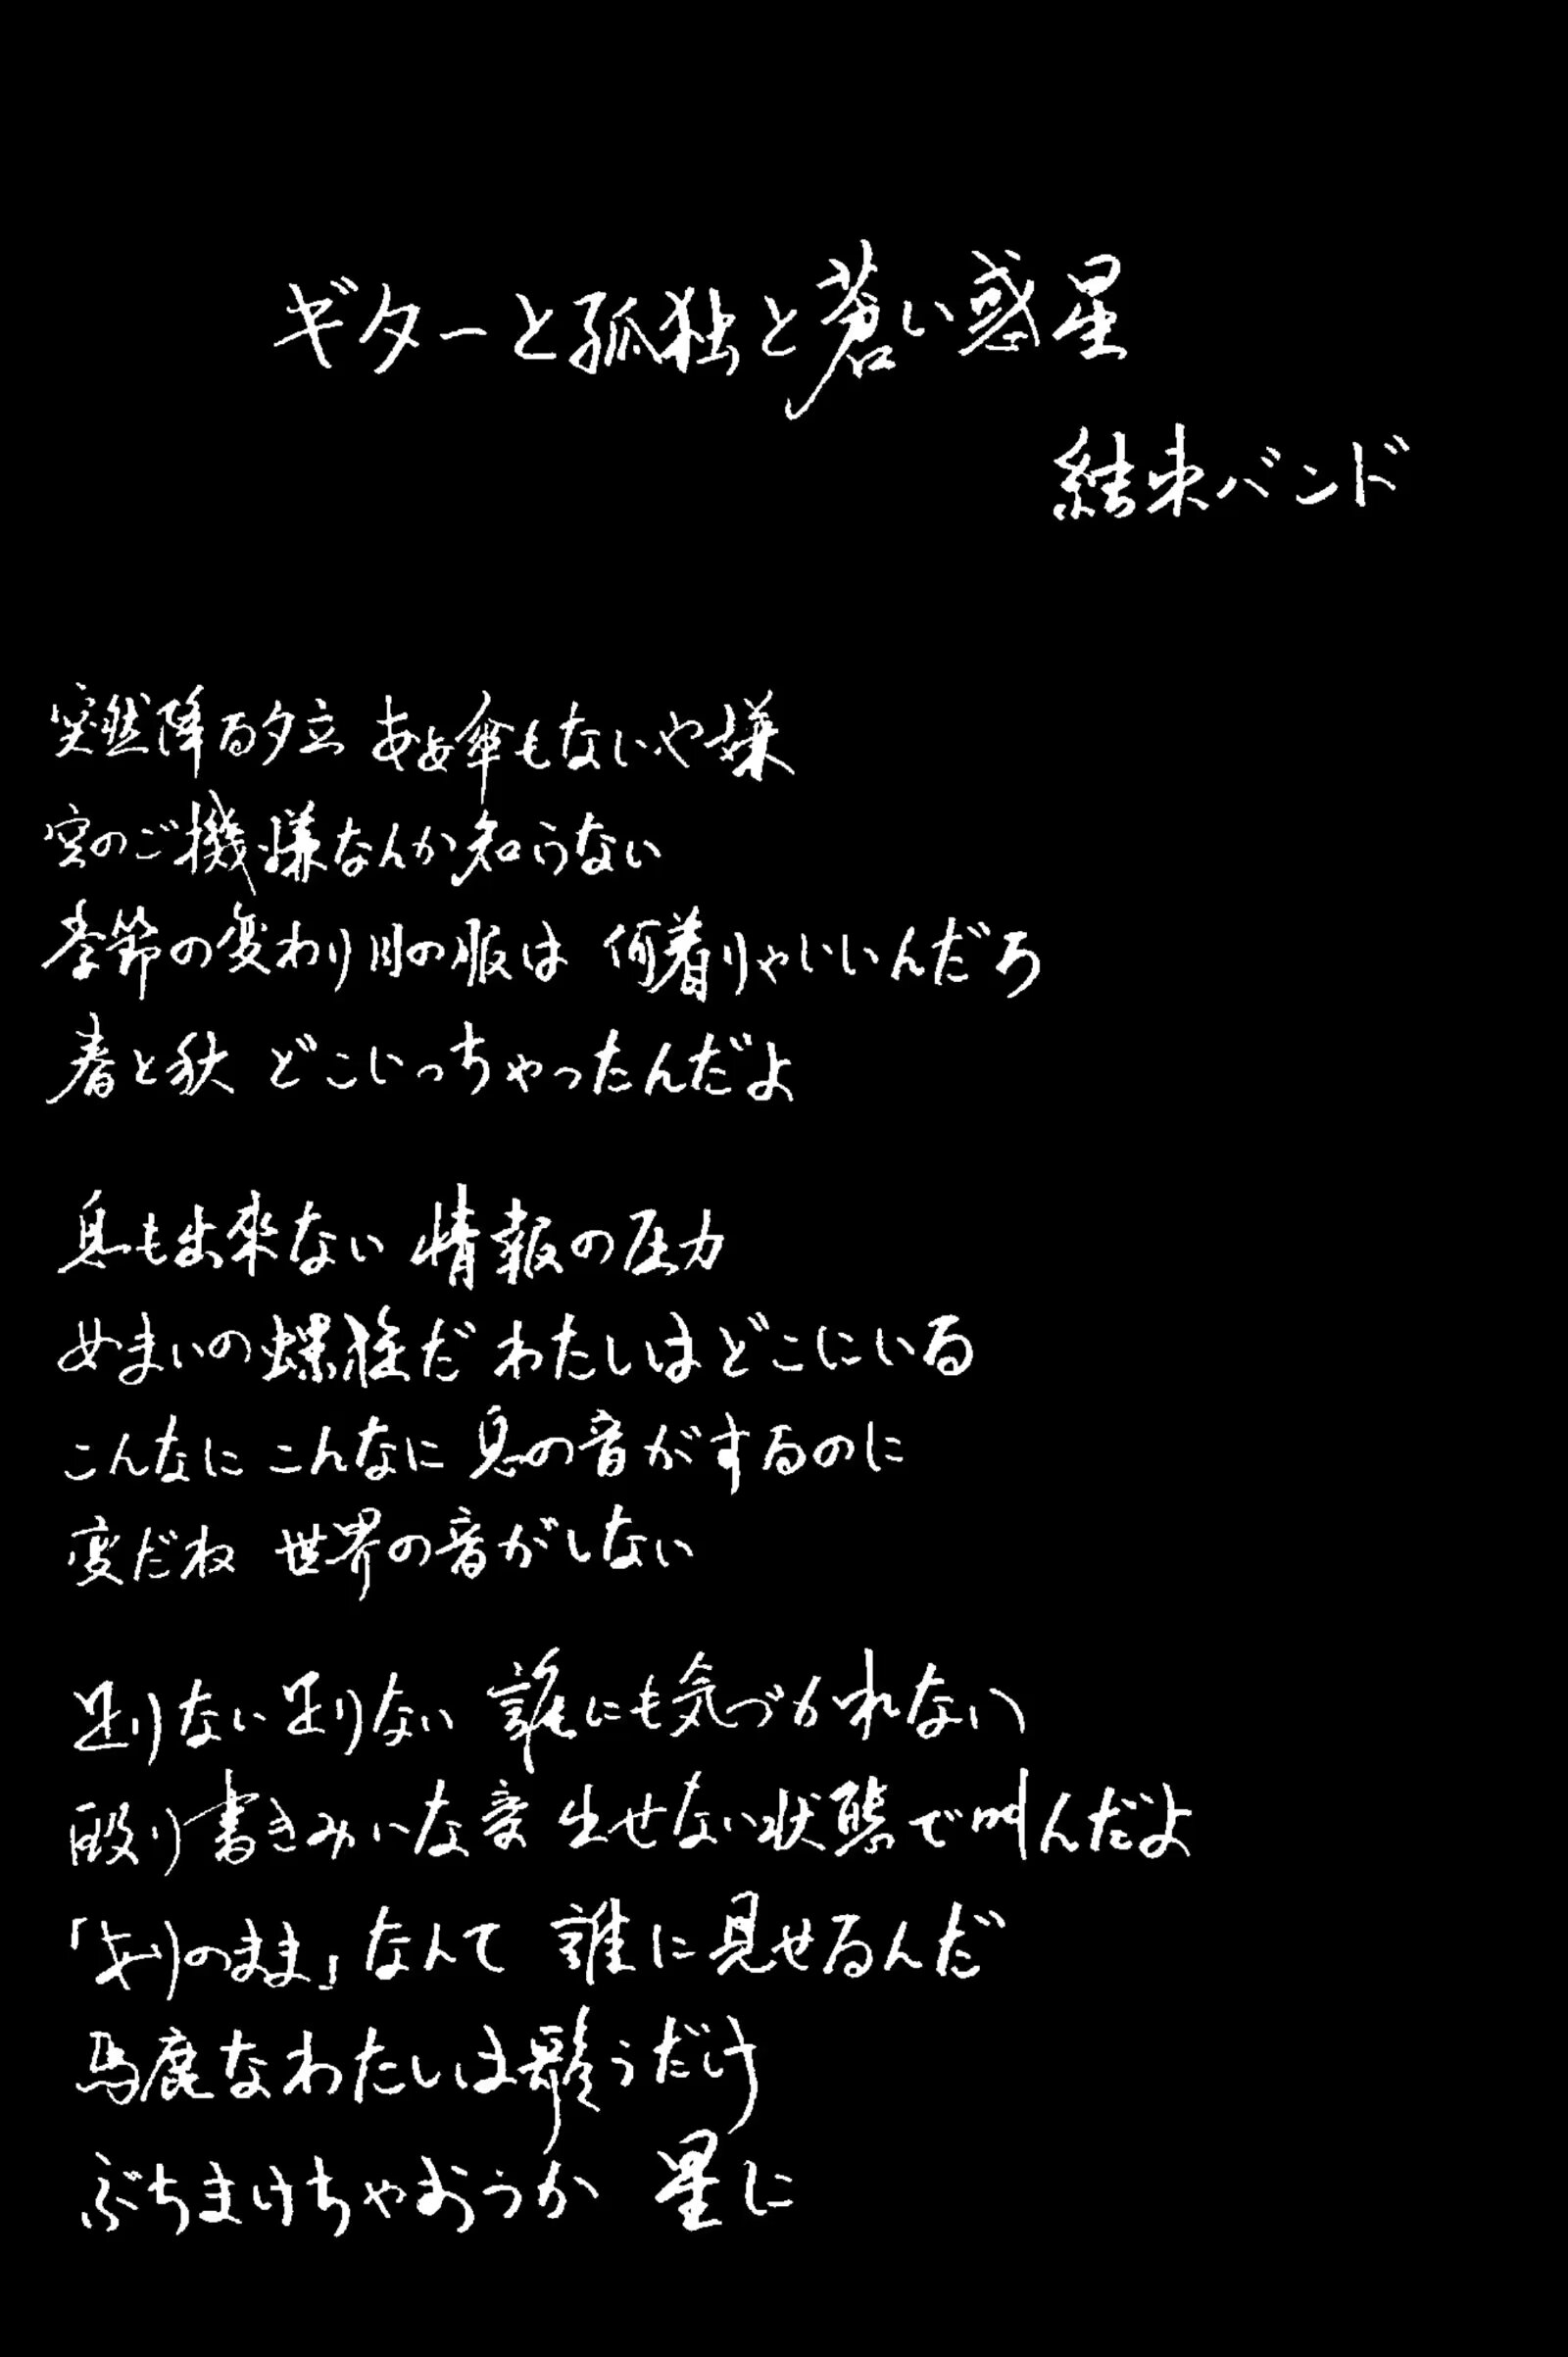 ギターと孤独と蒼い惑星
結束バンド
突然降る夕立 あぁ傘もないや嫌
空のご機嫌なんか知らない
季節の変わり目の服は 何着りゃいいんだろ
春と秋 どこいっちゃったんだよ
息も出来ない 情報の圧力
めまいの螺旋だ わたしはどこにいる
こんなに こんなに 息の音がするのに
変だね 世界の音がしない
足りない 足りない 誰にも気づかれない
殴り書きみたいな音 出せない状態で叫んだよ
「ありのまま」なんて 誰に見せるんだ
馬鹿なわたしは歌うだけ
ぶちまけちゃおうか 星に